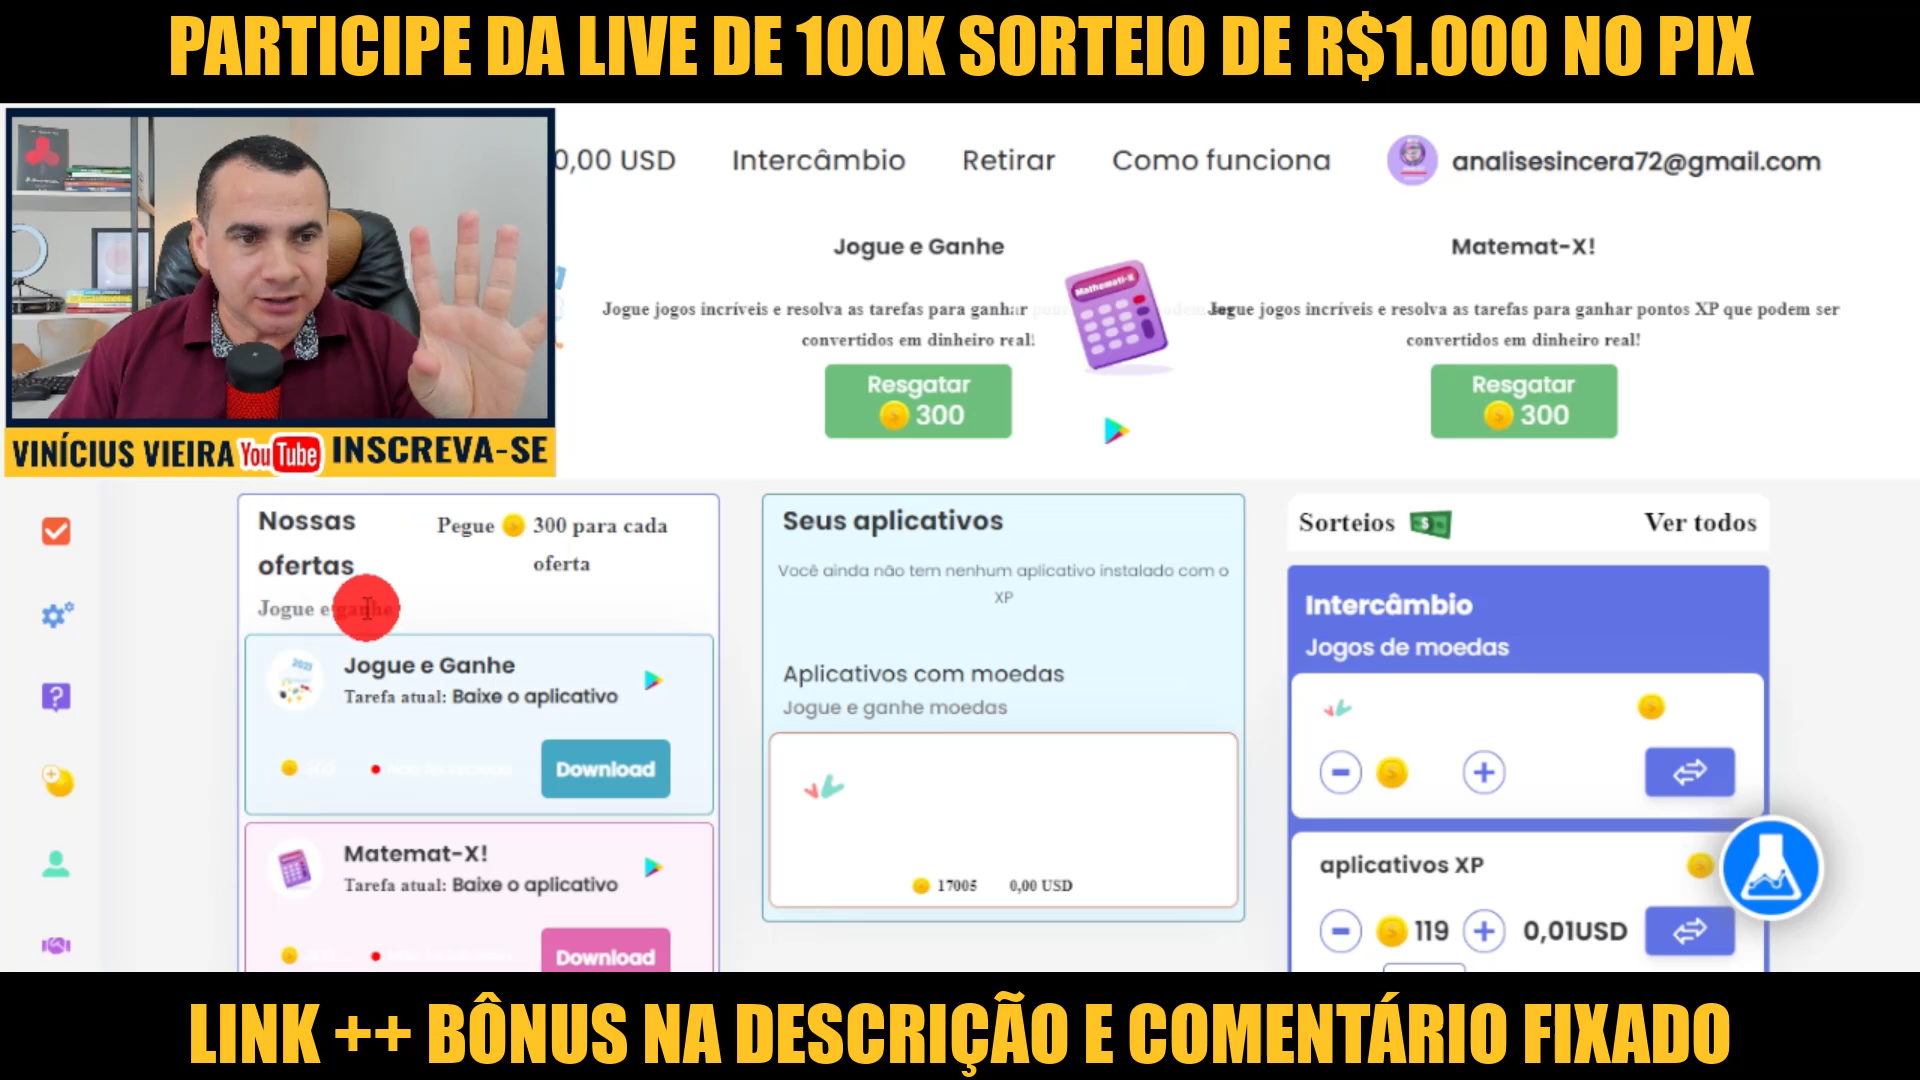 PARTICIPE DA LIVE DE 100K SORTEIO DE R$1.000 NO PIX
0,00 USD
Intercâmbio
Retirar
Como funciona
analisesincera72@gmail.com
Jogue e Ganhe
Jogue jogos incríveis e resolva as tarefas para ganhar
convertidos em dinheiro real!
Resgatar
300
Mathemati-X
Matemat-X!
Jogue jogos incríveis e resolva as tarefas para ganhar pontos XP que podem ser
convertidos em dinheiro real!
Resgatar
300
VINÍCIUS VIEIRA YouTube INSCREVA-SE
Nossas
ofertas
Pegue 300 para cada
oferta
Jogue e ganhe
2021
Jogue e Ganhe
Tarefa atual: Baixe o aplicativo
Download
Matemat-X!
Tarefa atual: Baixe o aplicativo
Download
Seus aplicativos
Você ainda não tem nenhum aplicativo instalado com o
XP
Aplicativos com moedas
Jogue e ganhe moedas
17005 0,00 USD
Sorteios
Ver todos
Intercâmbio
Jogos de moedas
aplicativos XP
119
0,01USD
LINK ++ BÔNUS NA DESCRIÇÃO E COMENTÁRIO FIXADO